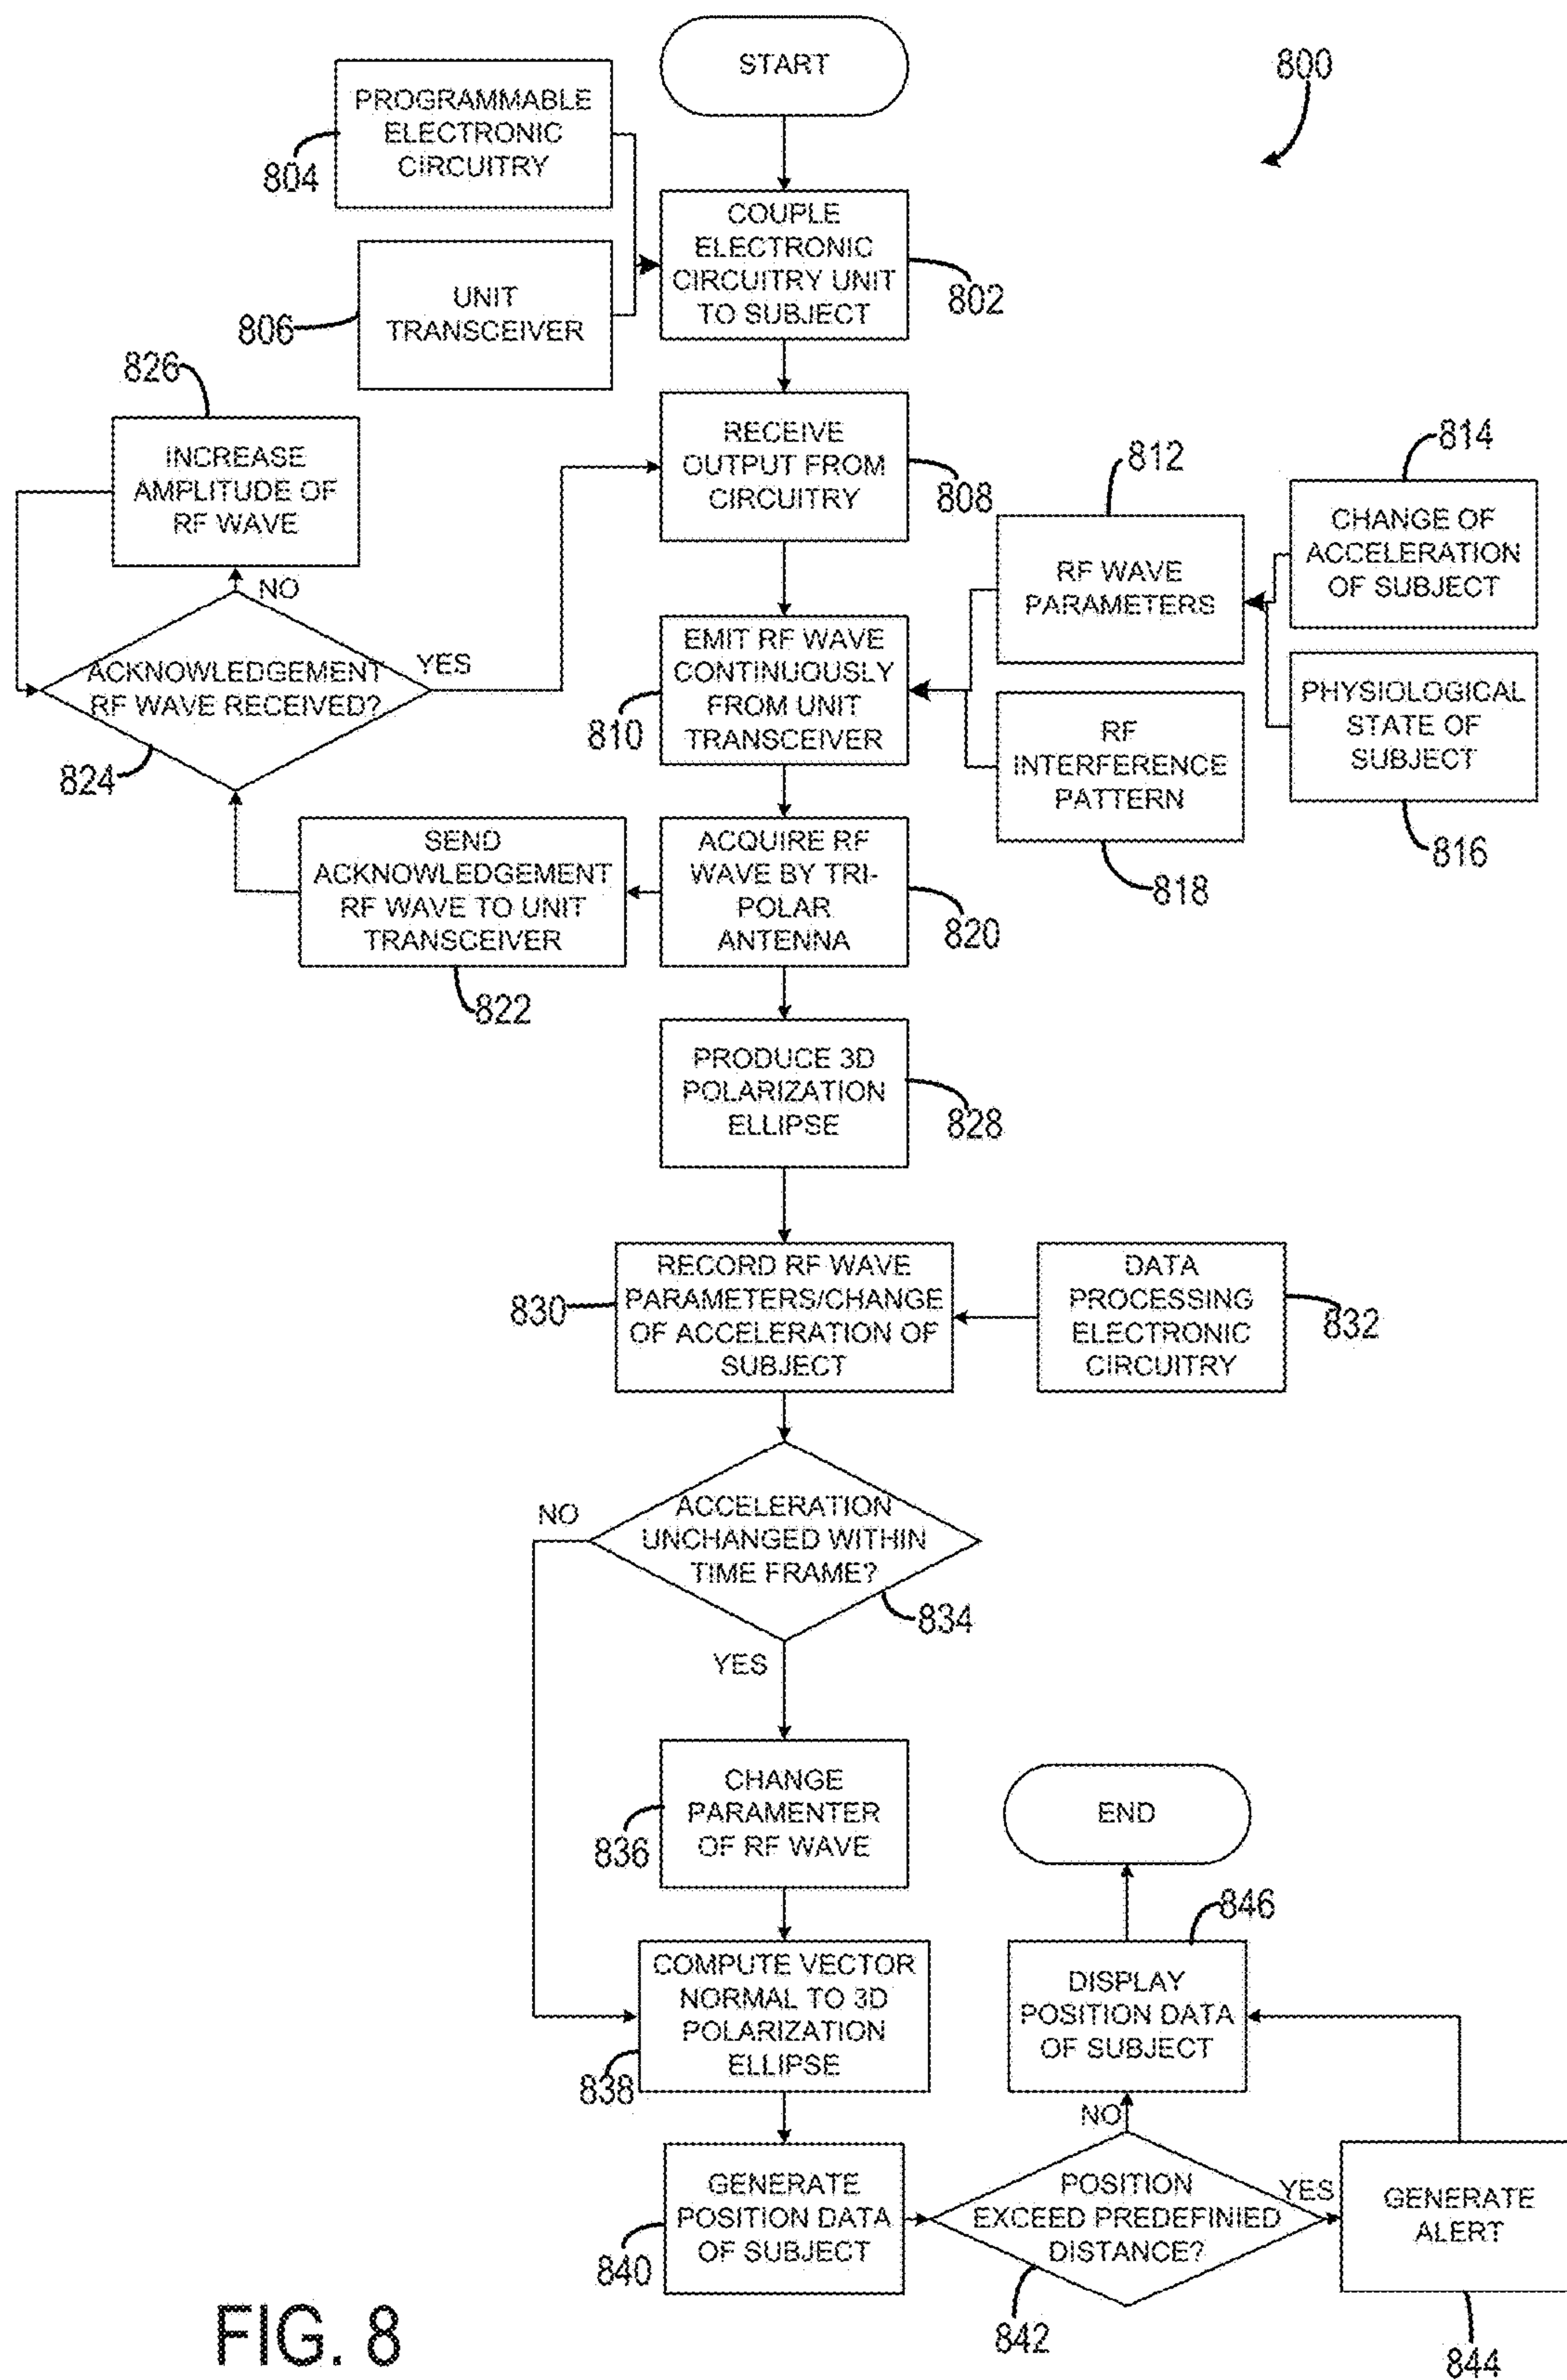 START
800
PROGRAMMABLE
ELECTRONIC
CIRCUITRY
804
COUPLE
ELECTRONIC
CIRCUITRY UNIT
TO SUBJECT
802
UNIT
TRANSCEIVER
806
826
INCREASE
AMPLITUDE OF
RF WAVE
RECEIVE
OUTPUT FROM
CIRCUITRY
808
812
RF WAVE
PARAMETERS
814
CHANGE OF
ACCELERATION
OF SUBJECT
NO
ACKNOWLEDGEMENT
RF WAVE RECEIVED?
YES
824
EMIT RF WAVE
CONTINUOUSLY
FROM UNIT
TRANSCEIVER
810
RF
INTERFERENCE
PATTERN
818
PHYSIOLOGICAL
STATE OF
SUBJECT
816
SEND
ACKNOWLEDGEMENT
RF WAVE TO UNIT
TRANSCEIVER
822
ACQUIRE RF
WAVE BY TRI-
POLAR
ANTENNA
820
PRODUCE 3D
POLARIZATION
ELLIPSE
828
RECORD RF WAVE
PARAMETERS/CHANGE
OF ACCELERATION OF
SUBJECT
830
DATA
PROCESSING
ELECTRONIC
CIRCUITRY
832
NO
ACCELERATION
UNCHANGED WITHIN
TIME FRAME?
834
YES
CHANGE
PARAMENTER
OF RF WAVE
836
END
846
COMPUTE VECTOR
NORMAL TO 3D
POLARIZATION
ELLIPSE
838
DISPLAY
POSITION DATA
OF SUBJECT
NO
GENERATE
POSITION DATA
OF SUBJECT
840
POSITION
EXCEED PREDEFINIED
DISTANCE?
842
YES
GENERATE
ALERT
844
FIG. 8